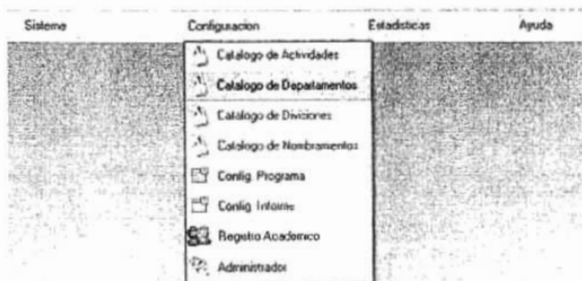 Sistema Configuracion Estadisticas Ayuda
Catalogo de Actividades
Catalogo de Departamentos
Catalogo de Divisiones
Catalogo de Nombramentos
Config. Programa
Config. Informe
Registro Academico
Administrador